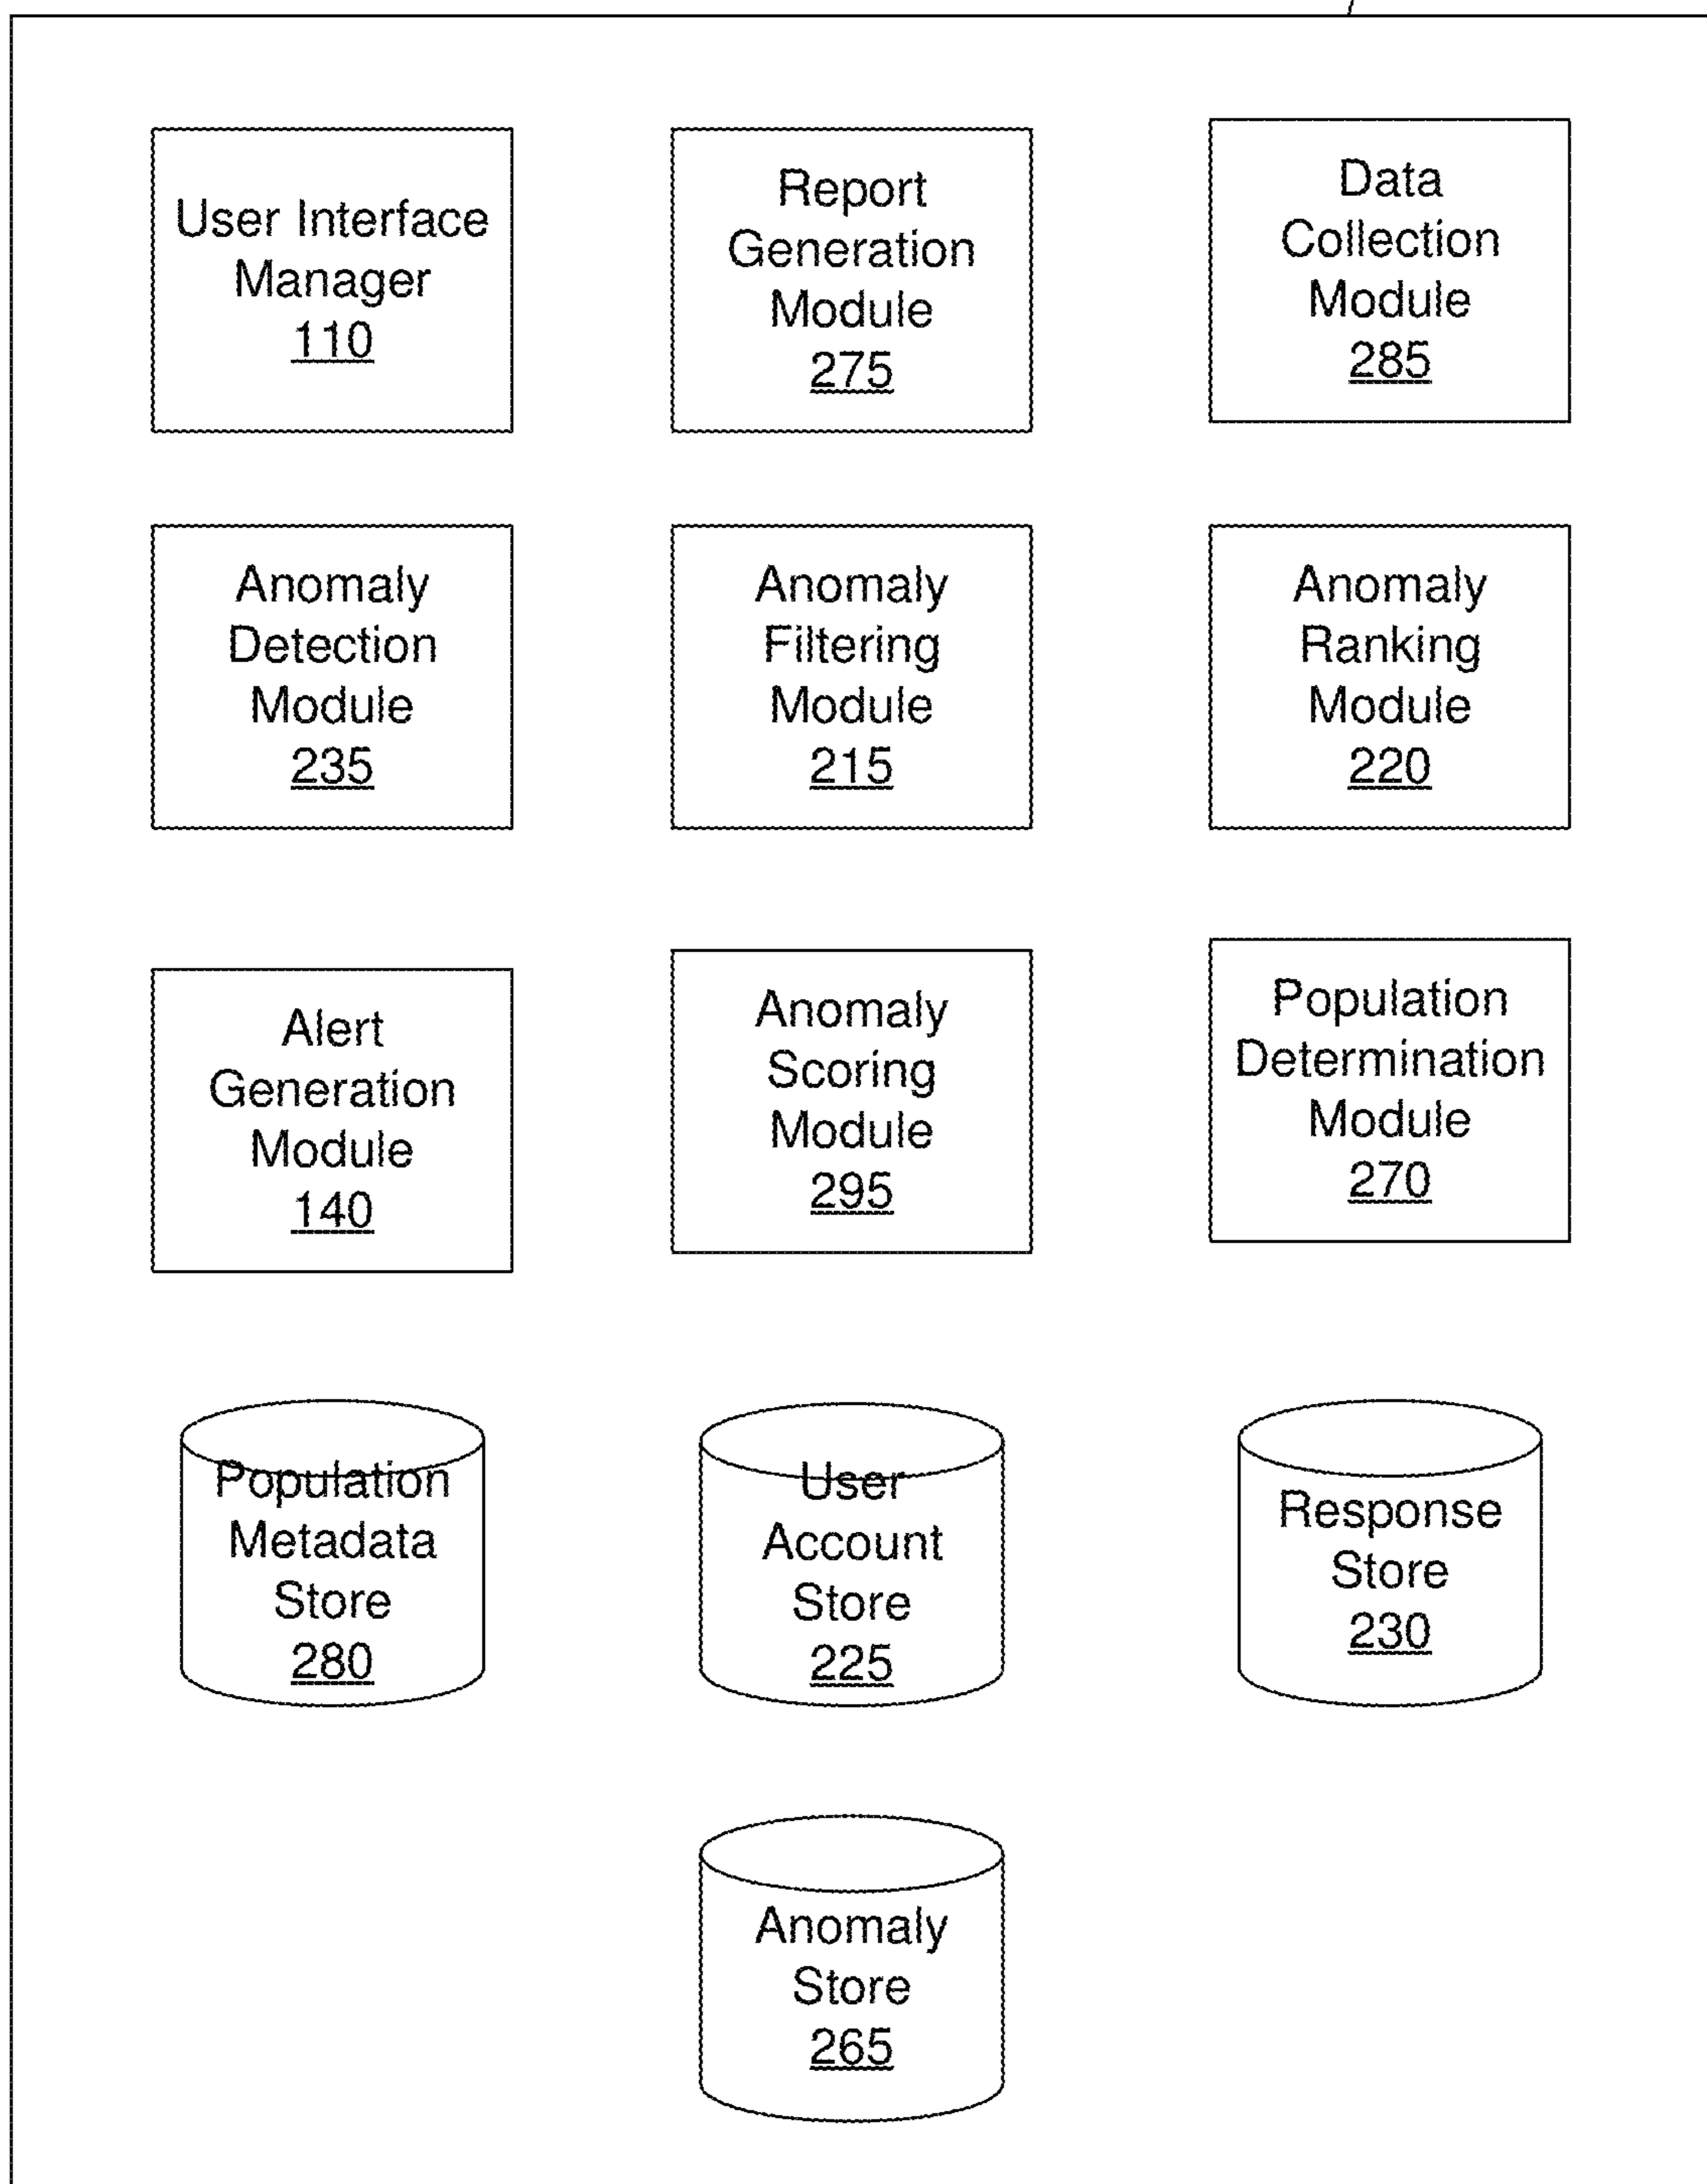 User Interface
Manager
110
Report
Generation
Module
275
Data
Collection
Module
285
Anomaly
Detection
Module
235
Anomaly
Filtering
Module
215
Anomaly
Ranking
Module
220
Alert
Generation
Module
140
Anomaly
Scoring
Module
295
Population
Determination
Module
270
Population
Metadata
Store
280
User
Account
Store
225
Response
Store
230
Anomaly
Store
265